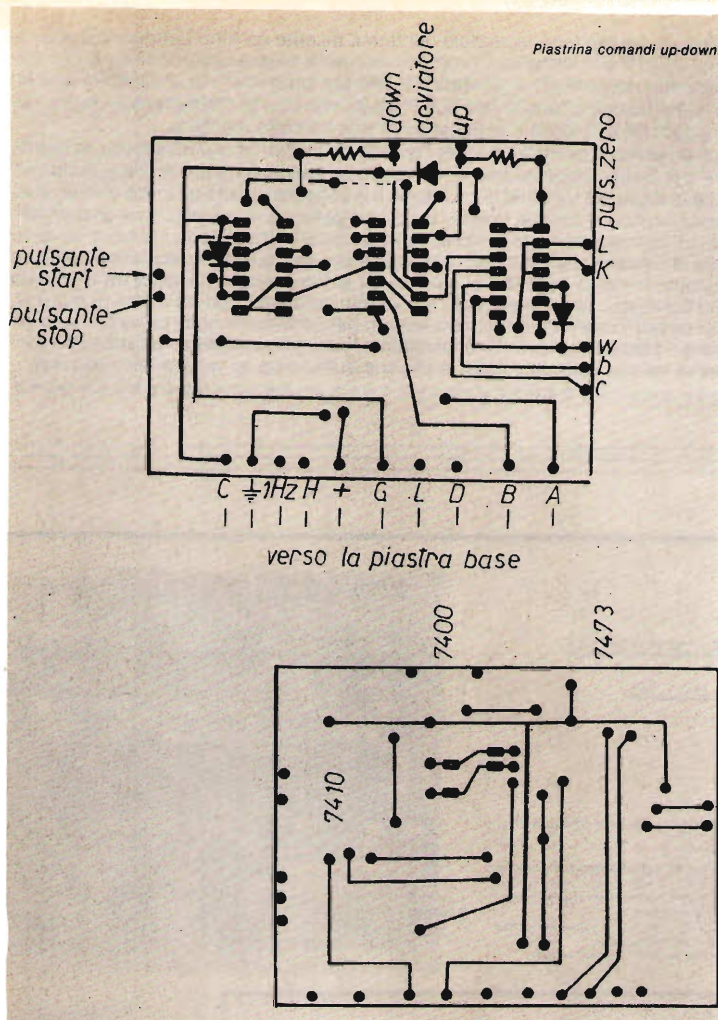 Piastrina comandi up-down
down
deviatore
up
puls. zero
L
K
pulsante
start
pulsante
stop
w
b
c
C ⏚ 1Hz H + G L D B A
verso la piastra base
7400
7473
7410